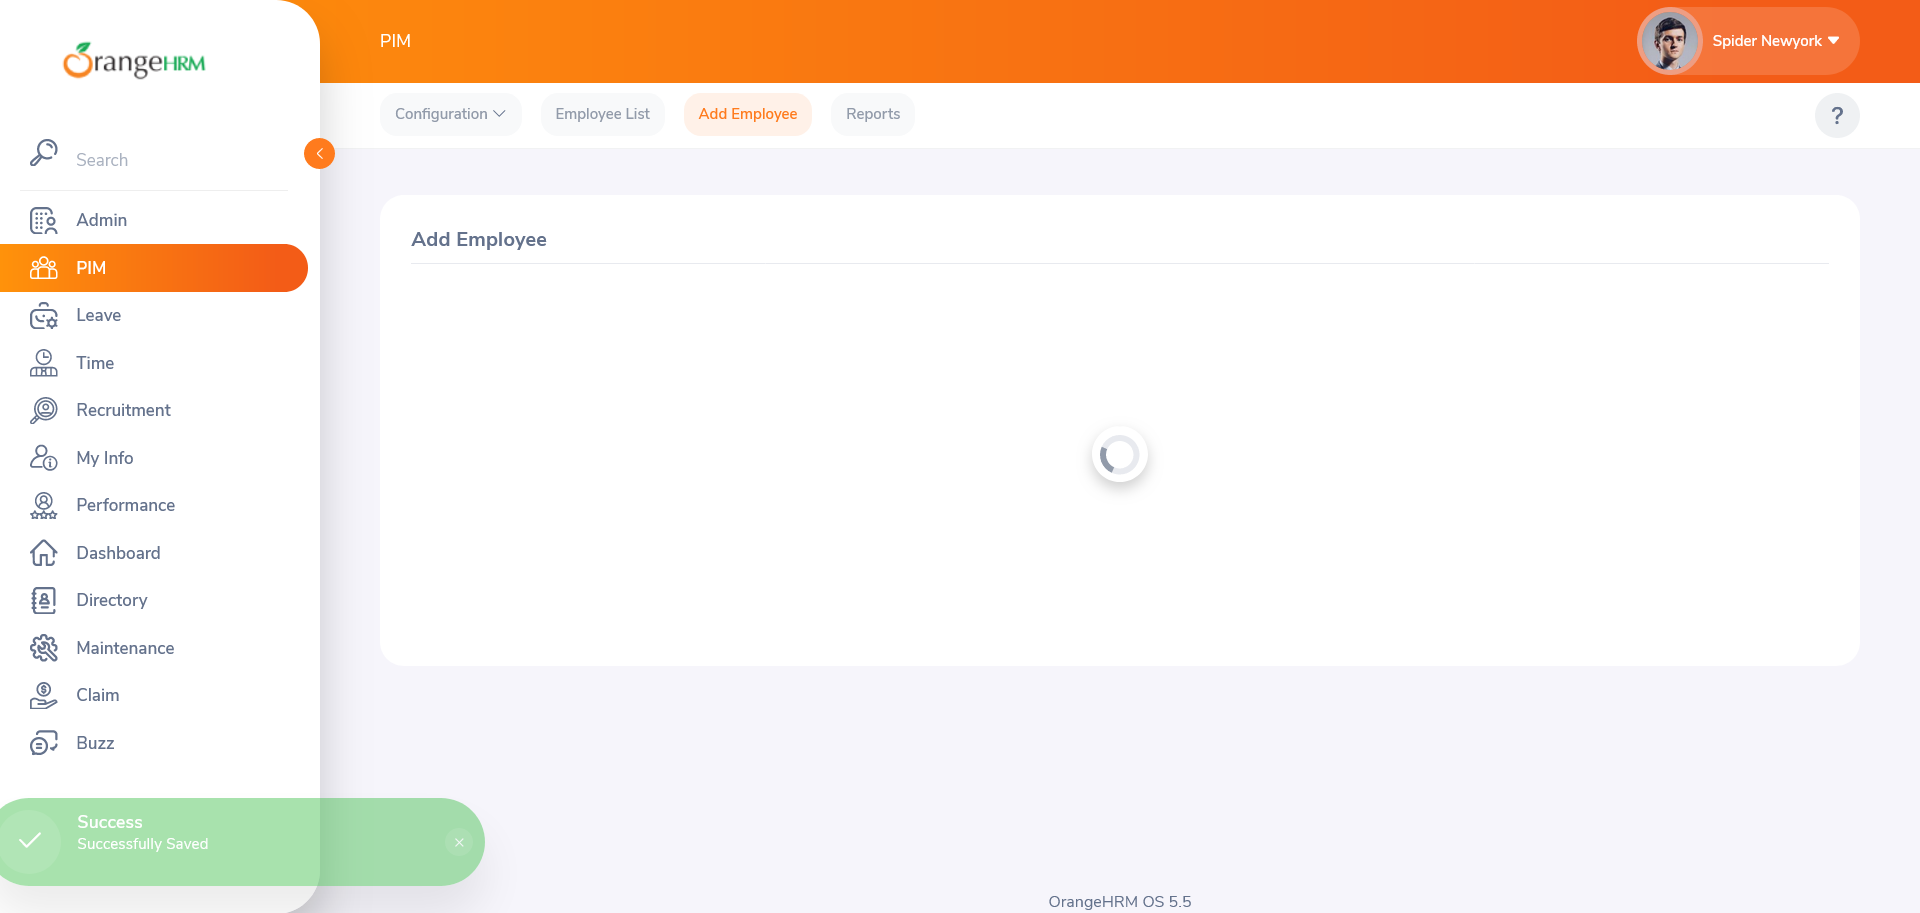 OrangeHRM
Search
Admin
PIM
Leave
Time
Recruitment
My Info
Performance
Dashboard
Directory
Maintenance
Claim
Buzz
PIM
Spider Newyork
Configuration
Employee List
Add Employee
Reports
?
Add Employee
Success
Successfully Saved
OrangeHRM OS 5.5